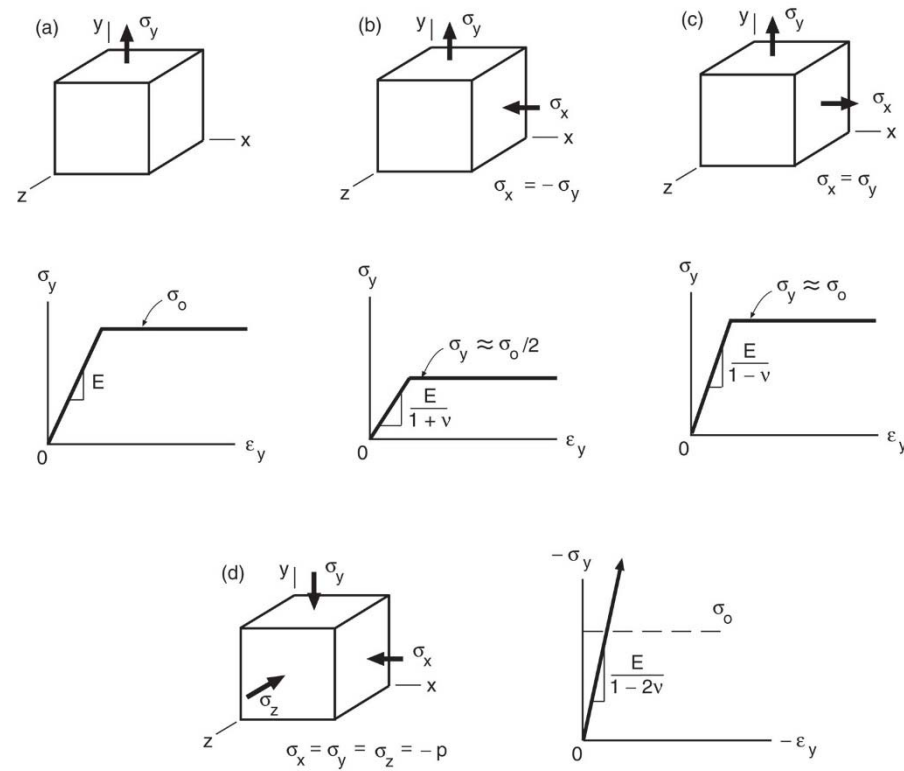 (a)
y
σy
x
z
(b)
y
σy
σx
x
z
σx = − σy
(c)
y
σy
σx
x
z
σx = σy
σy
σo
E
0
εy
σy
σy ≈ σo /2
E
1 + ν
0
εy
σy
σy ≈ σo
E
1 − ν
0
εy
(d)
y
σy
σx
x
σz
z
σx = σy = σz = − p
− σy
σo
E
1 − 2ν
0
− εy